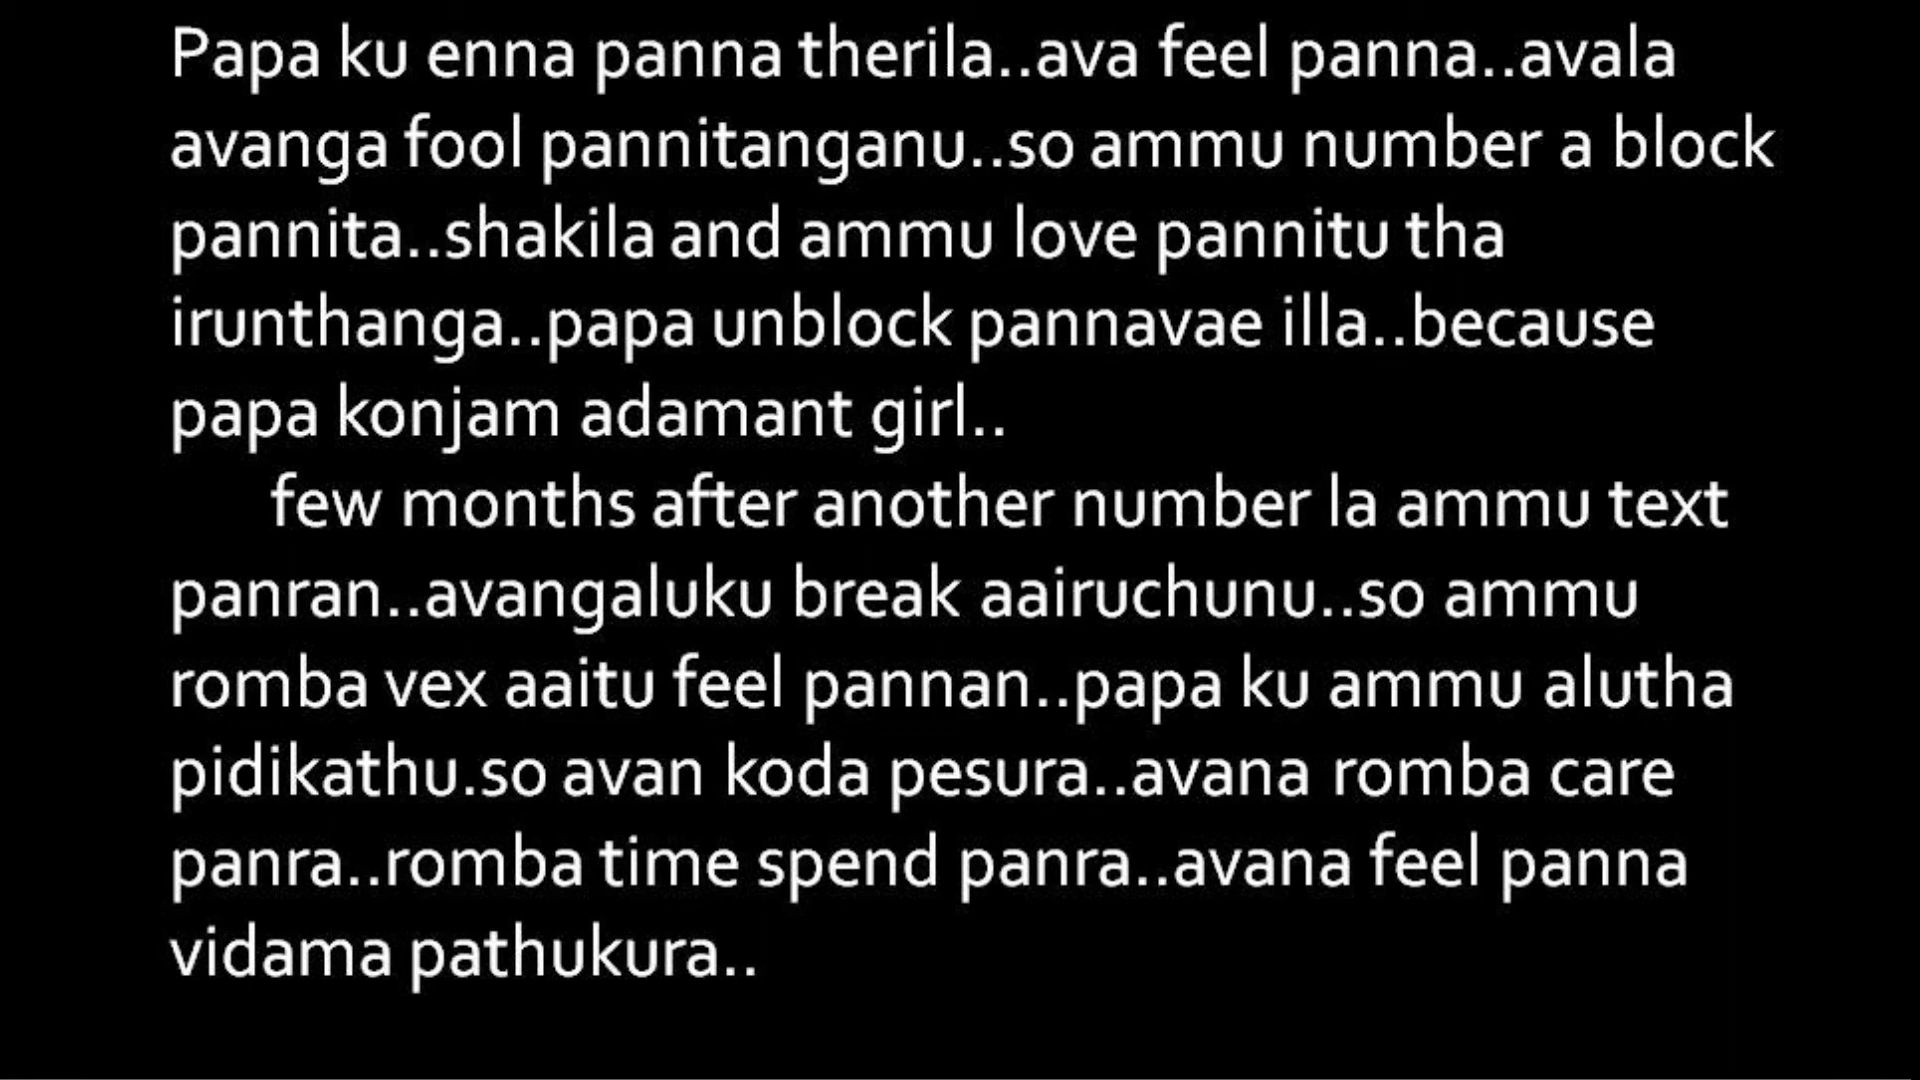 Papa ku enna panna therila..ava feel panna..avala
avanga fool pannitanganu..so ammu number a block
pannita..shakila and ammu love pannitu tha
irunthanga..papa unblock pannavae illa..because
papa konjam adamant girl..
few months after another number la ammu text
panran..avangaluku break aairuchunu..so ammu
romba vex aaitu feel pannan..papa ku ammu alutha
pidikathu.so avan koda pesura..avana romba care
panra..romba time spend panra..avana feel panna
vidama pathukura..